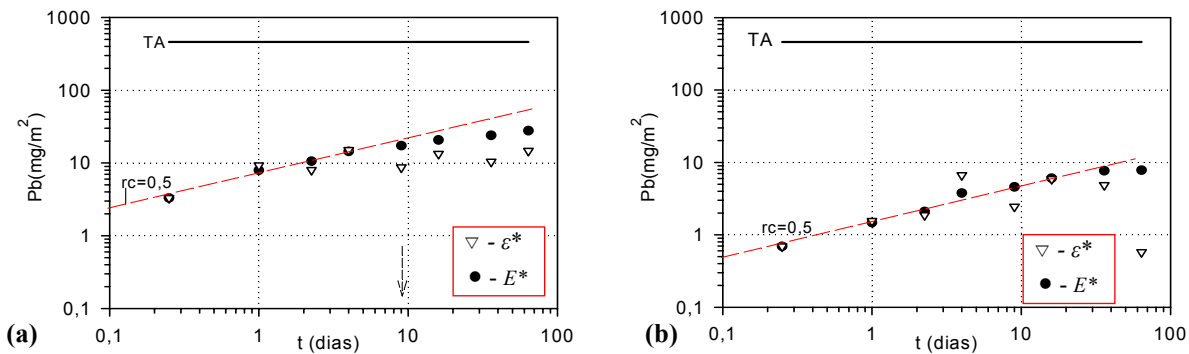 1000
TA
100
Pb(mg/m²)
10
rc=0,5
1
▽ - ε*
● - E*
0,1
0,1 1 10 100
(a)
t (dias)
1000
TA
100
Pb(mg/m²)
10
1
rc=0,5
▽ - ε*
● - E*
0,1
0,1 1 10 100
(b)
t (dias)